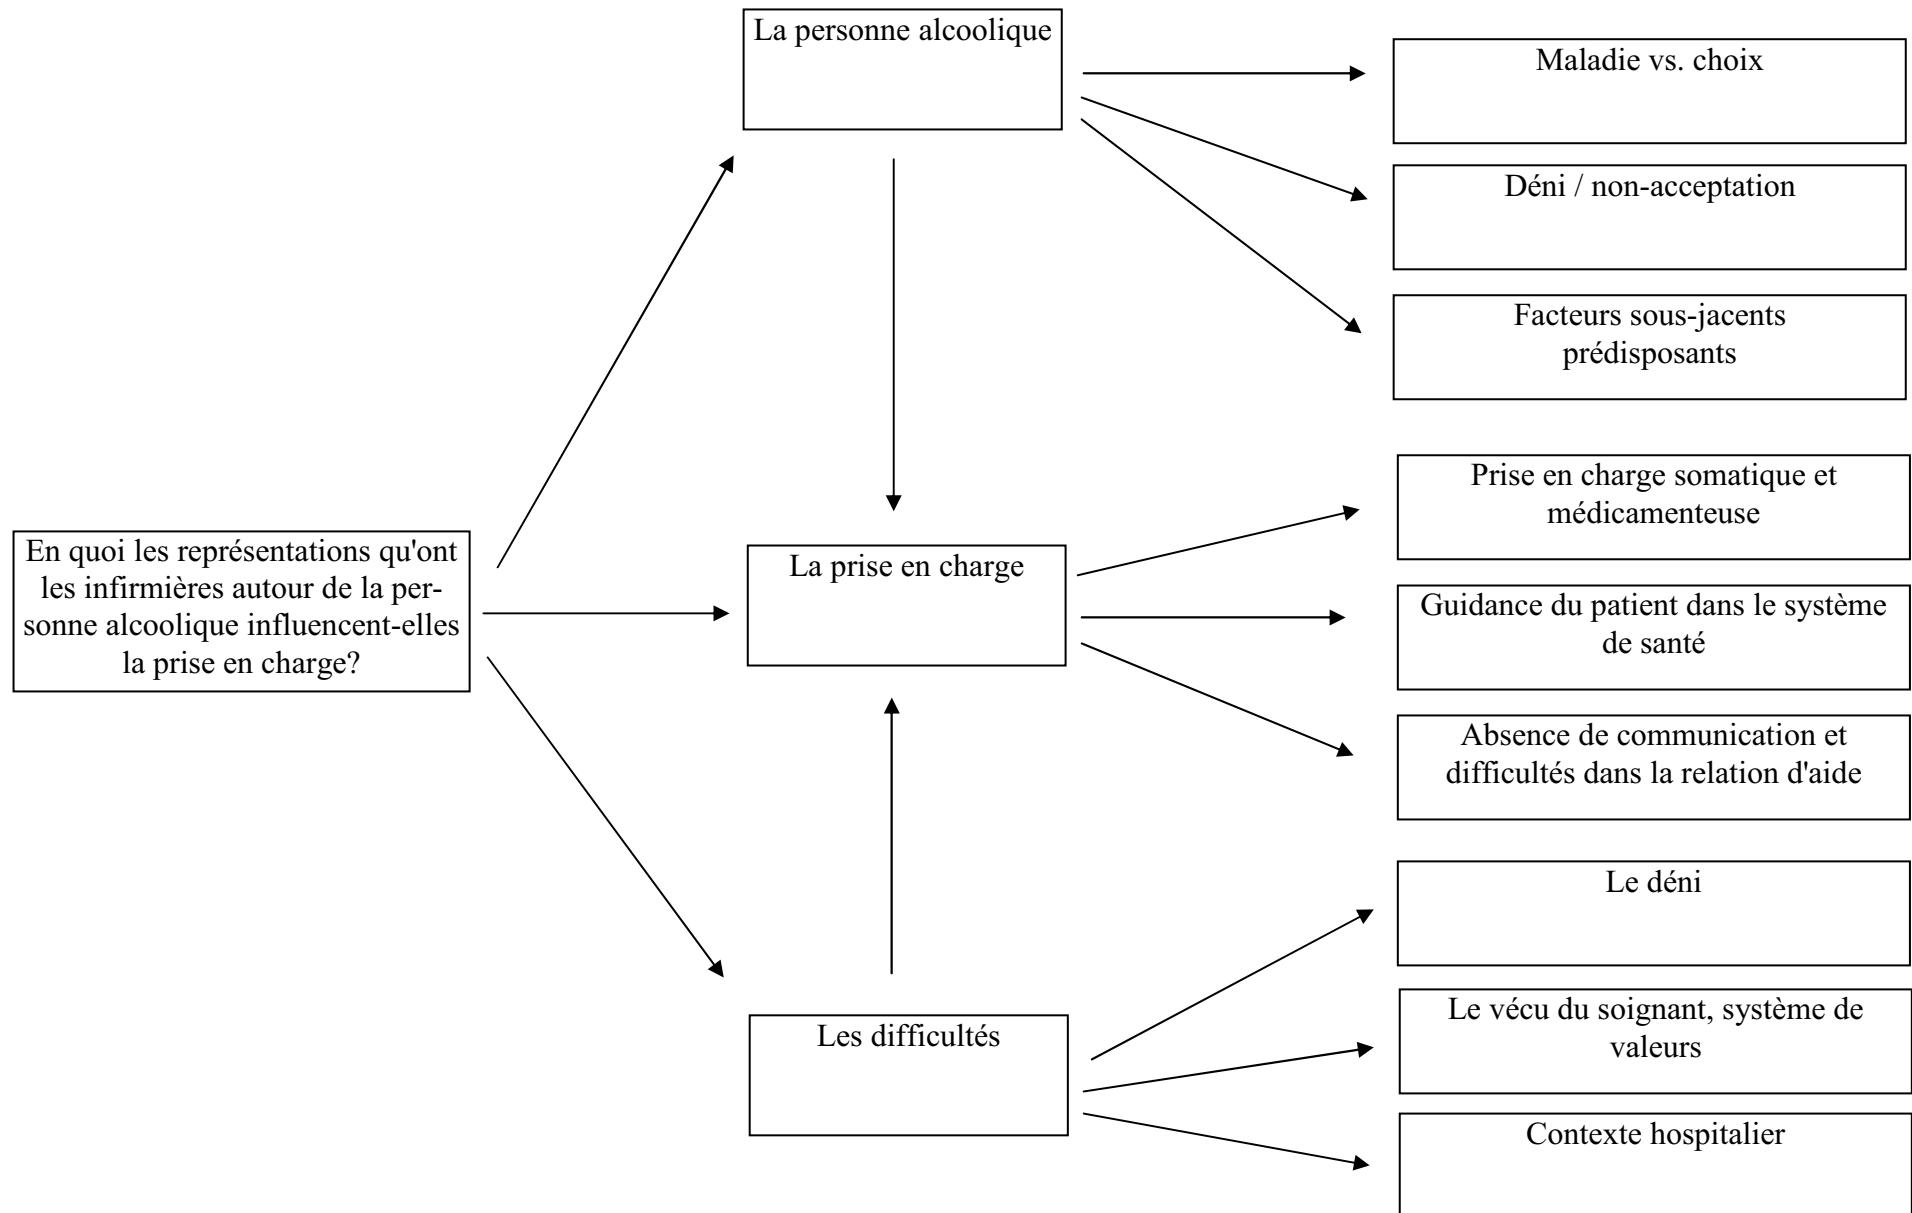 La personne alcoolique
Maladie vs. choix
Déni / non-acceptation
Facteurs sous-jacents
prédisposants
En quoi les représentations qu'ont
les infirmières autour de la per-
sonne alcoolique influencent-elles
la prise en charge?
La prise en charge
Prise en charge somatique et
médicamenteuse
Guidance du patient dans le système
de santé
Absence de communication et
difficultés dans la relation d'aide
Les difficultés
Le déni
Le vécu du soignant, système de
valeurs
Contexte hospitalier